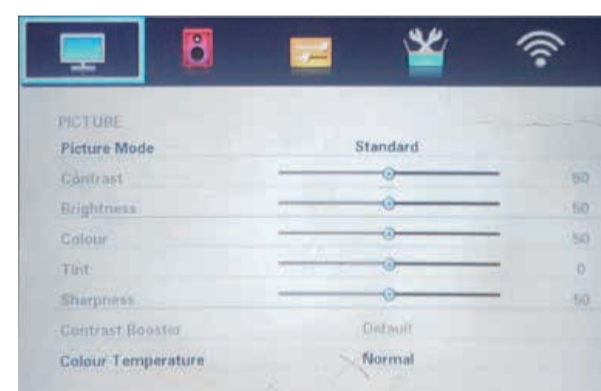 PICTURE
Picture Mode Standard
Contrast 50
Brightness 50
Colour 50
Tint 0
Sharpness 50
Contrast Booster Default
Colour Temperature Normal